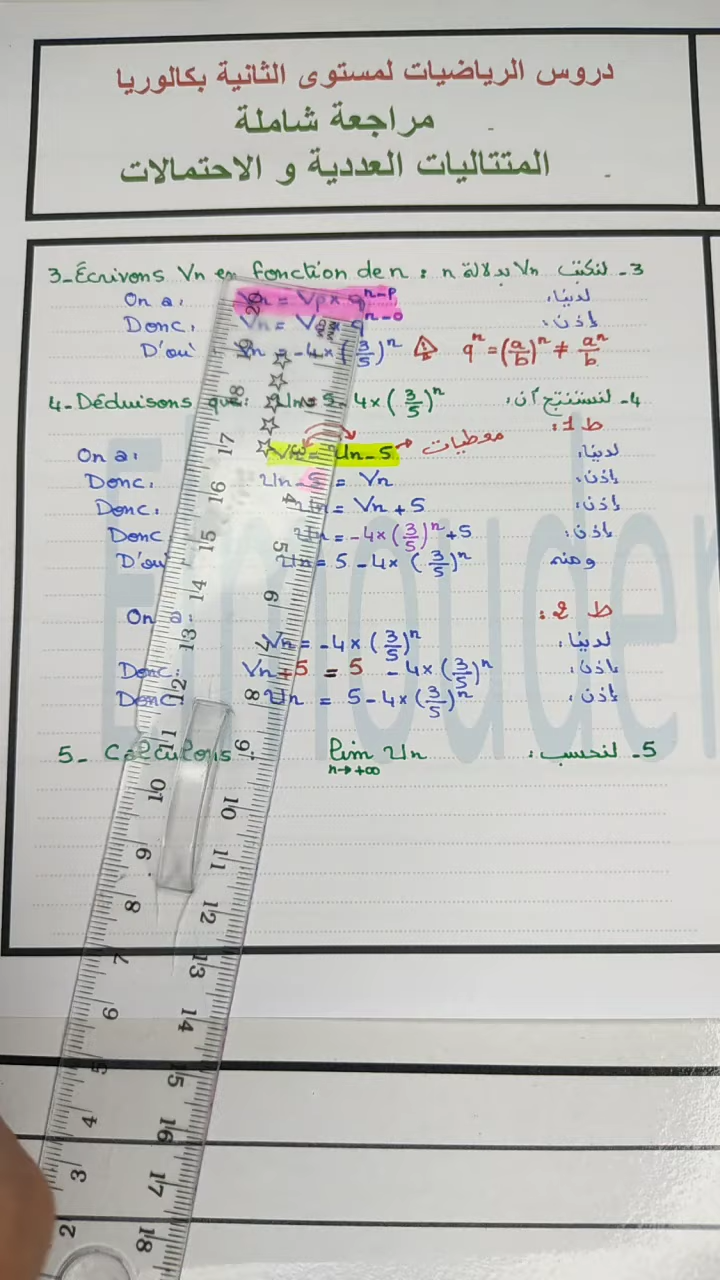 دروس الرياضيات لمستوى الثانية بكالوريا
مراجعة شاملة
المتتاليات العددية و الاحتمالات
3-Écrivons Vn en fonction de n : 3- لنكتب Vn بدلالة n
On a: Vn = Vp × q^(n-p) لدينا:
Donc: Vn = V q^(n-0) إذن:
D'où Vn = -4×(3/5)^n ⚠ q^n = (a/b)^n ≠ a^n/b
4-Déduisons que: Un = 5 - 4×(3/5)^n 4- لنستنتج أن:
ط 1:
On a: Vn = Un - 5 → معطيات لدينا:
Donc: Un - 5 = Vn إذن:
Donc: Un = Vn + 5 إذن:
Donc Un = -4×(3/5)^n + 5 إذن:
D'où Un = 5 - 4×(3/5)^n ومنه
ط 2:
On a: Vn = -4×(3/5)^n لدينا:
Donc: Vn + 5 = 5 - 4×(3/5)^n إذن:
Donc: Un = 5 - 4×(3/5)^n إذن:
5- Calculons lim Un 5- لنحسب:
n→+∞